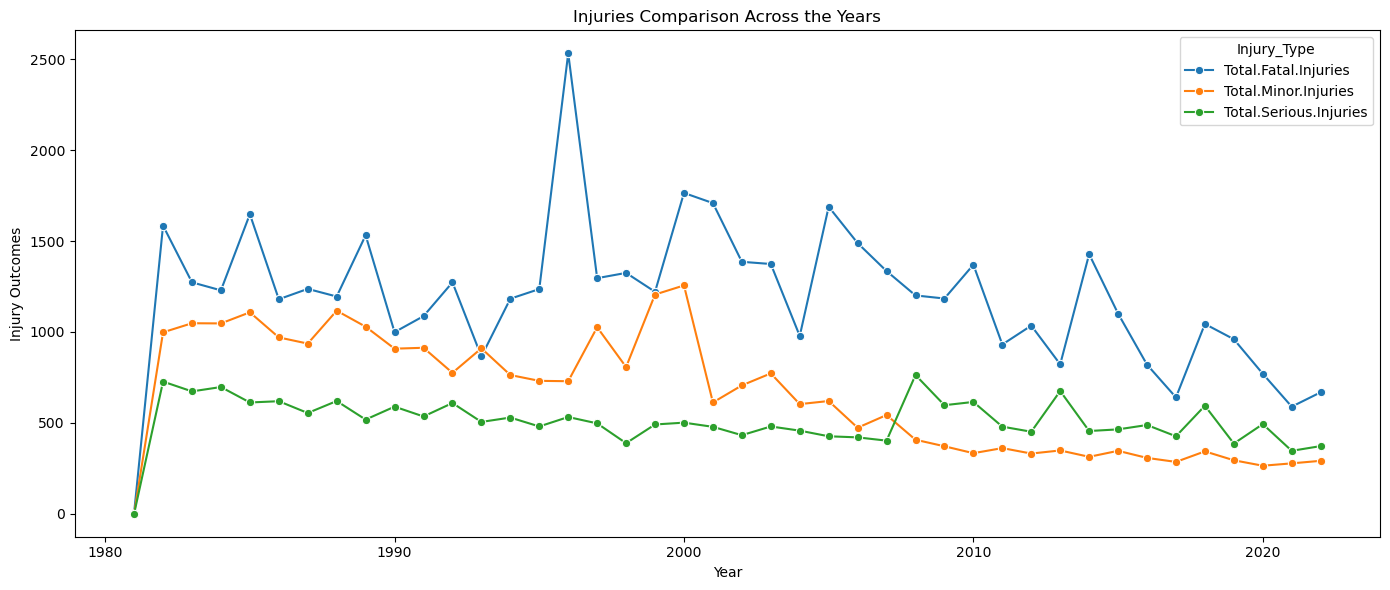 Injuries Comparison Across the Years
Injury_Type
Total.Fatal.Injuries
Total.Minor.Injuries
Total.Serious.Injuries
Injury Outcomes
2500
2000
1500
1000
500
0
1980
1990
2000
2010
2020
Year